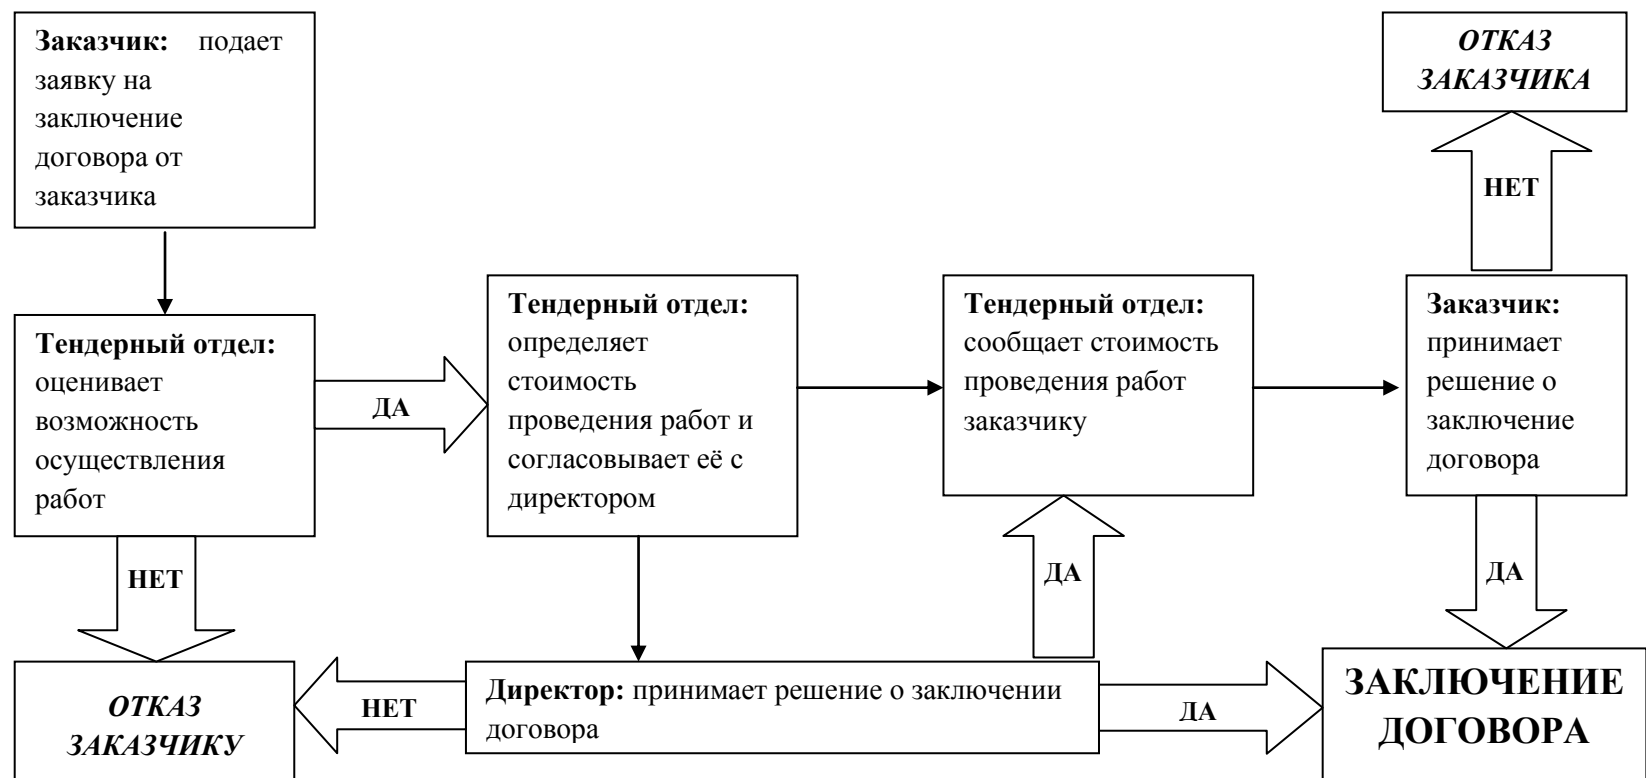 Заказчик: подает
заявку на
заключение
договора от
заказчика
ОТКАЗ
ЗАКАЗЧИКА
НЕТ
Тендерный отдел:
оценивает
возможность
осуществления
работ
ДА
Тендерный отдел:
определяет
стоимость
проведения работ и
согласовывает её с
директором
Тендерный отдел:
сообщает стоимость
проведения работ
заказчику
Заказчик:
принимает
решение о
заключение
договора
НЕТ
ДА
ДА
ОТКАЗ
ЗАКАЗЧИКУ
НЕТ
Директор: принимает решение о заключении
договора
ДА
ЗАКЛЮЧЕНИЕ
ДОГОВОРА